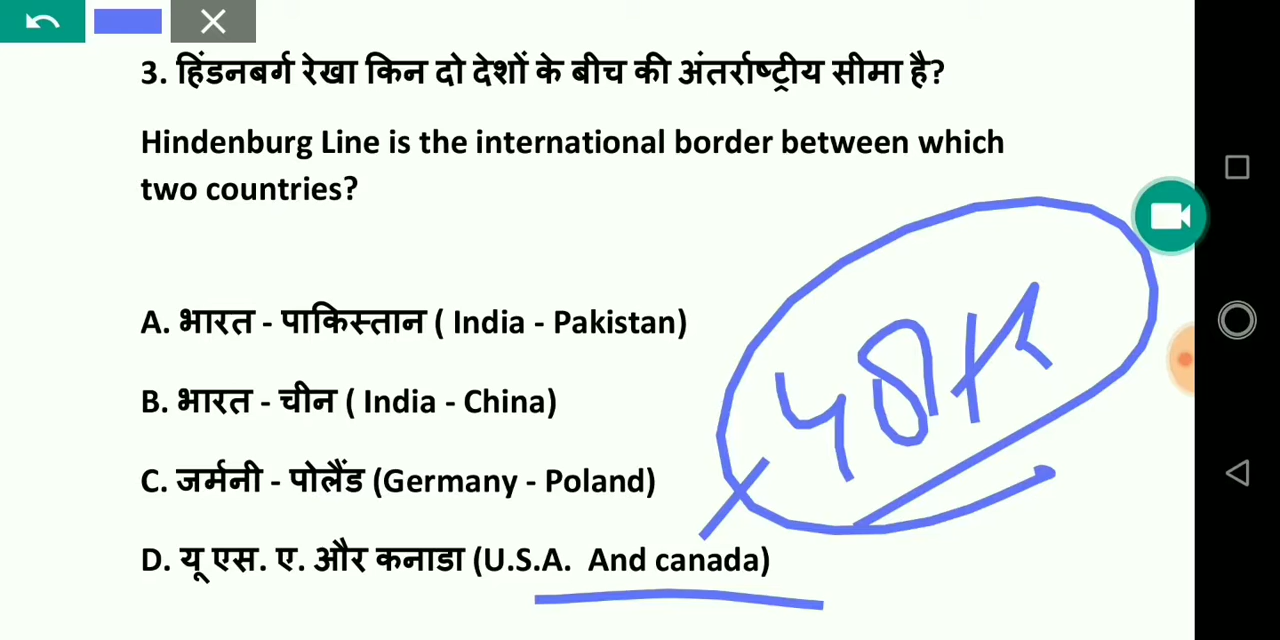 3. हिंडनबर्ग रेखा किन दो देशों के बीच की अंतर्राष्ट्रीय सीमा है?
Hindenburg Line is the international border between which
two countries?
A. भारत - पाकिस्तान ( India - Pakistan)
B. भारत - चीन ( India - China)
C. जर्मनी - पोलैंड (Germany - Poland)
D. यू एस. ए. और कनाडा (U.S.A.  And canada)